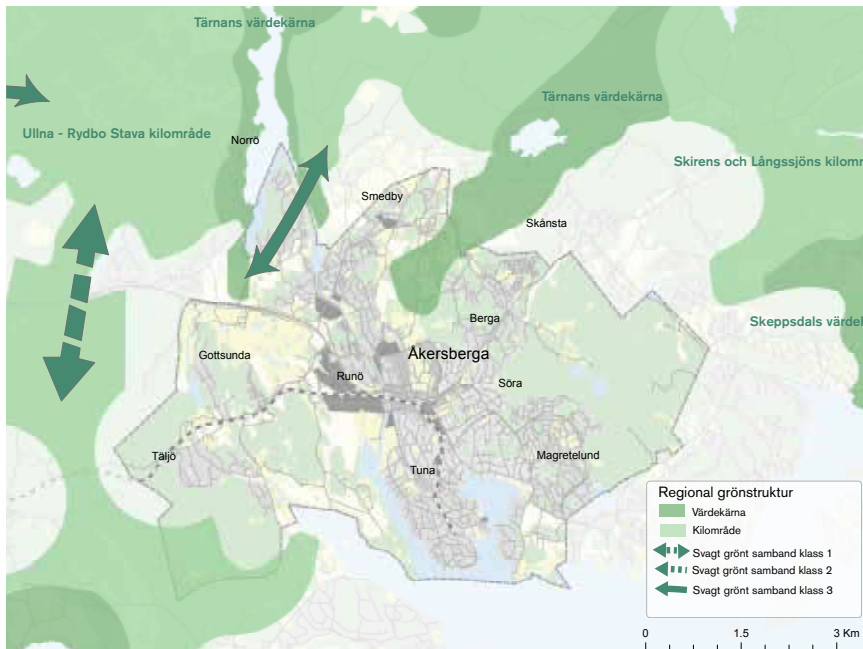 Tärnans värdekärna
Tärnans värdekärna
Ullna - Rydbo Stava kilområde
Norrö
Skirens och Långssjöns kilomr
Smedby
Skånsta
Berga
Skeppsdals värdek
Åkersberga
Gottsunda
Runö
Söra
Täljö
Tuna
Magretelund
Regional grönstruktur
Värdekärna
Kilområde
Svagt grönt samband klass 1
Svagt grönt samband klass 2
Svagt grönt samband klass 3
0 1.5 3 Km